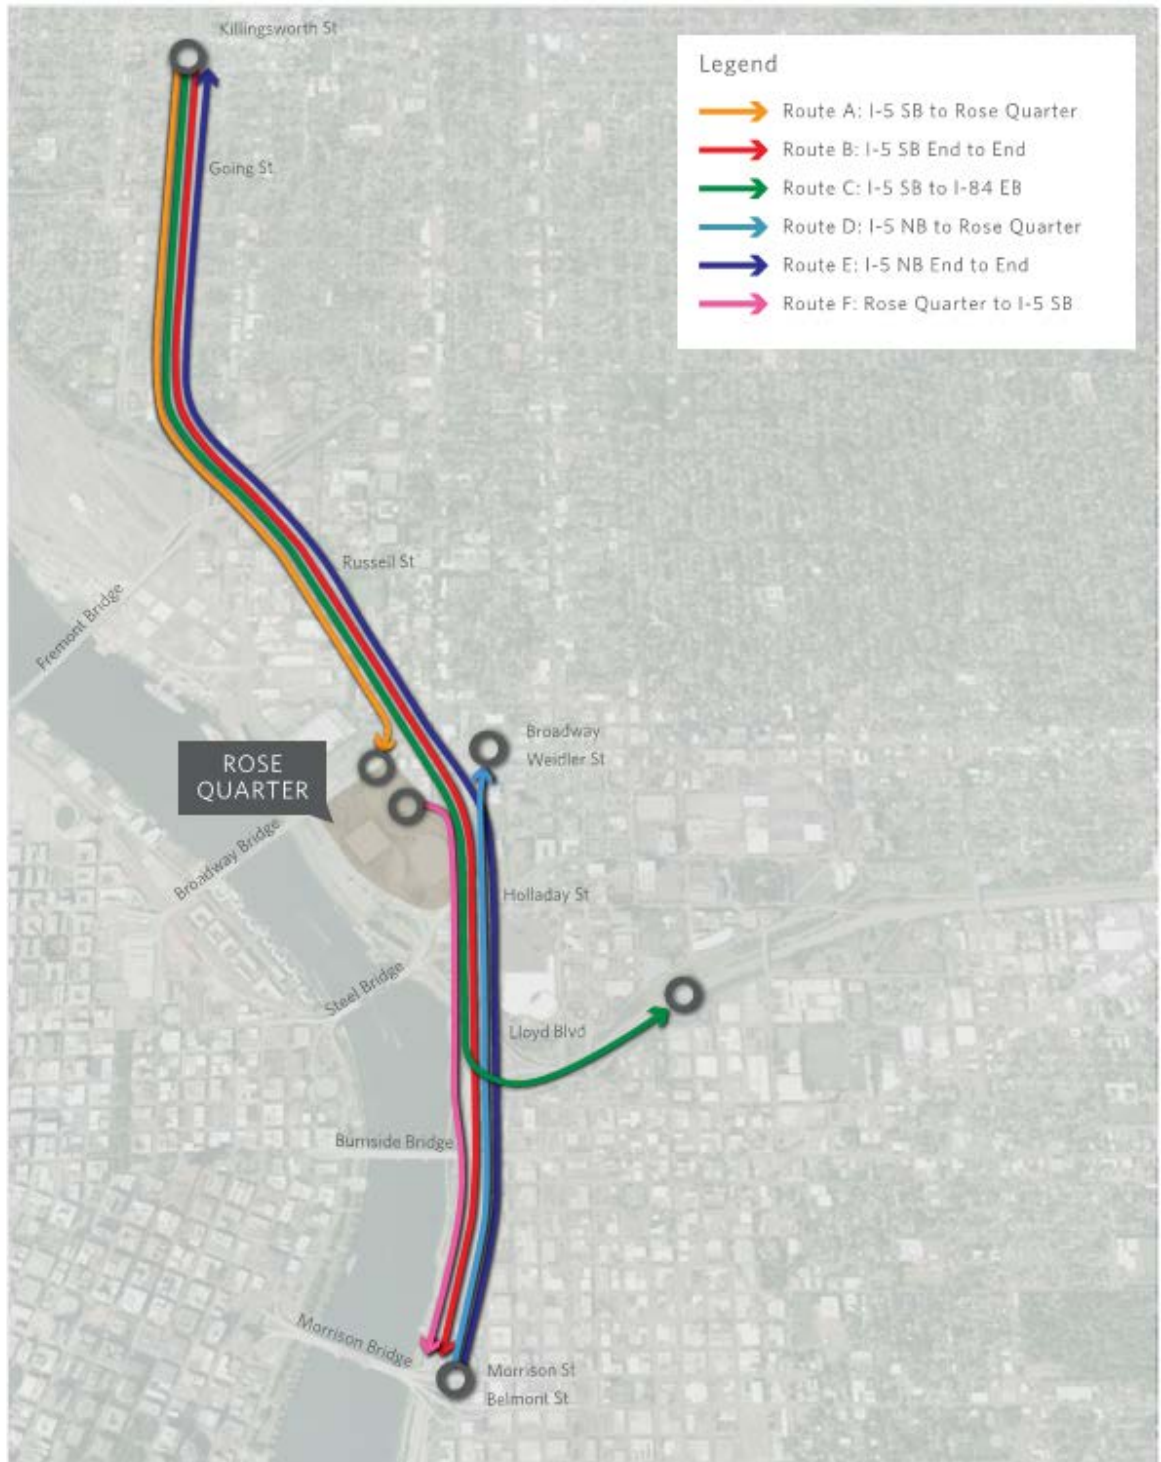 Killingsworth St
Legend
Route A: I-5 SB to Rose Quarter
Route B: I-5 SB End to End
Route C: I-5 SB to I-84 EB
Route D: I-5 NB to Rose Quarter
Route E: I-5 NB End to End
Route F: Rose Quarter to I-5 SB
Going St
Russell St
Fremont Bridge
Broadway
Weidler St
ROSE
QUARTER
Broadway Bridge
Holladay St
Steel Bridge
Lloyd Blvd
Burnside Bridge
Morrison Bridge
Morrison St
Belmont St